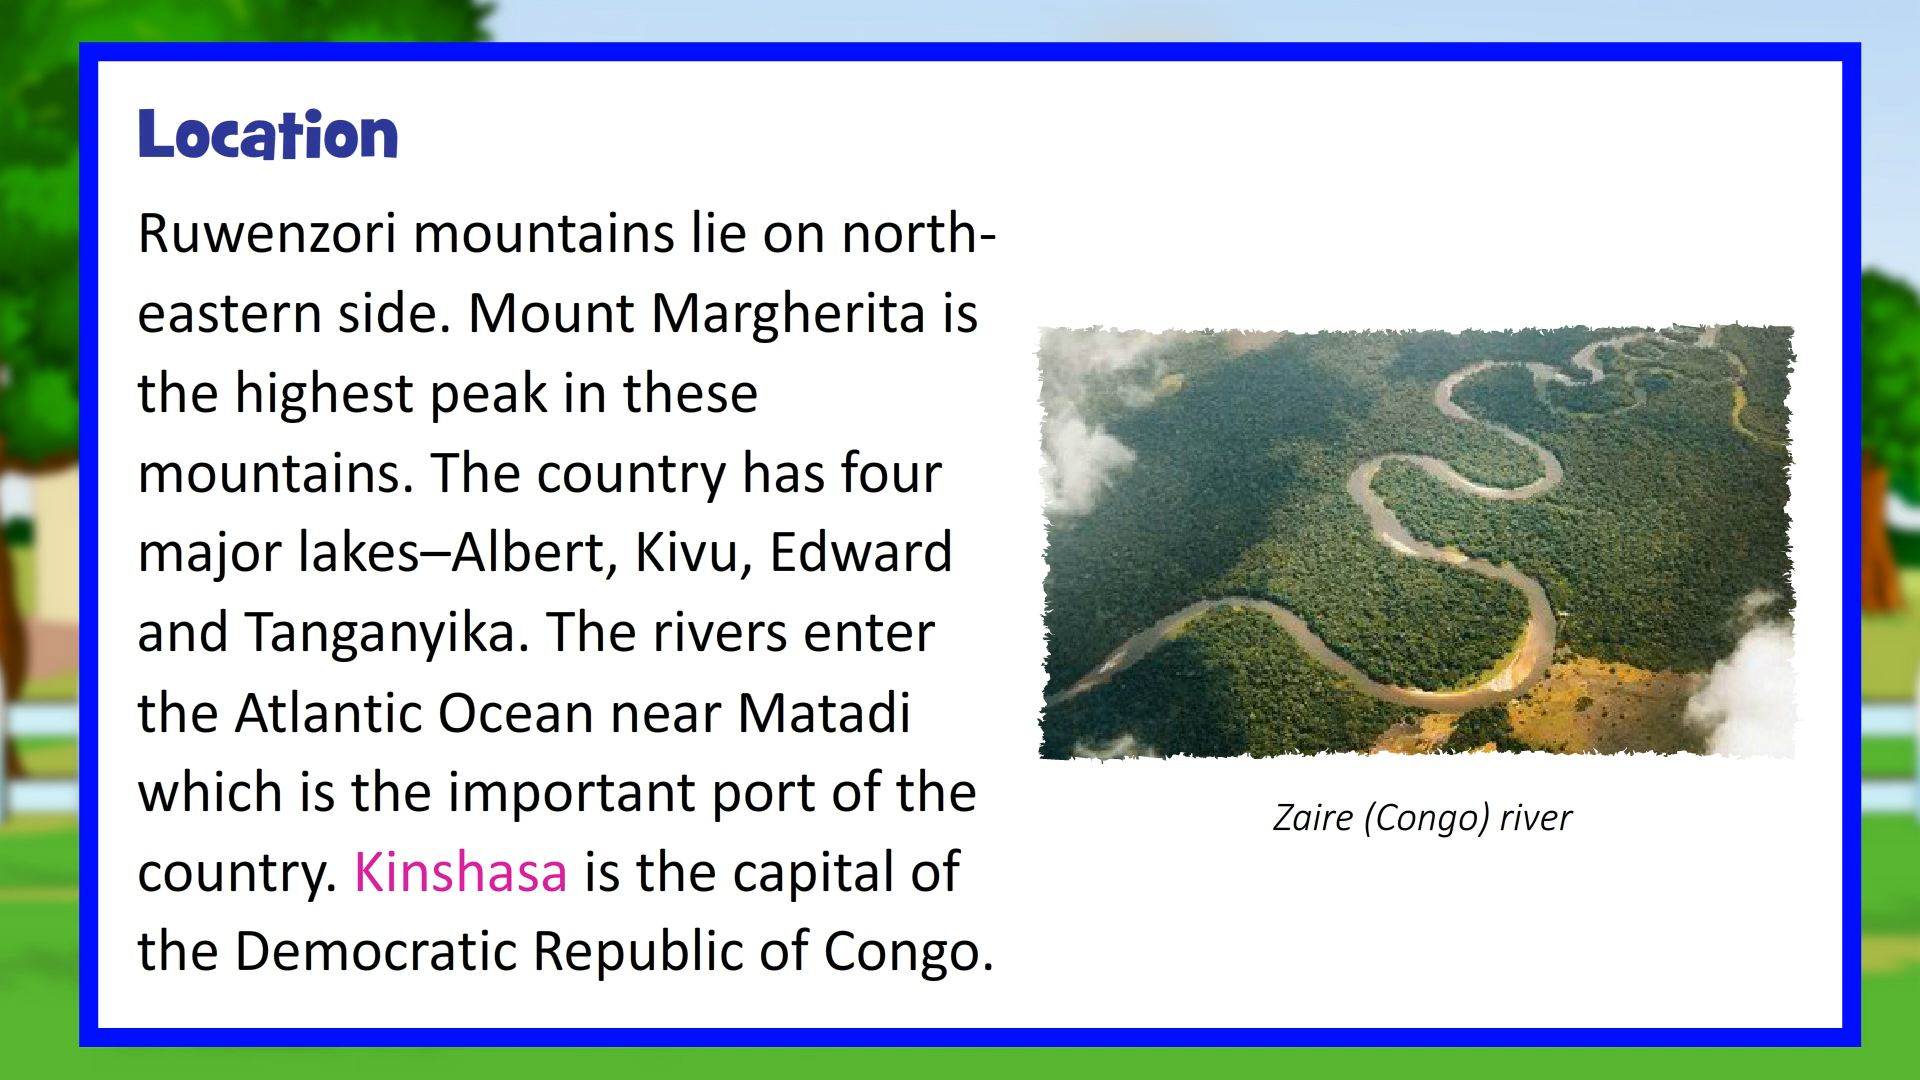 Location
Ruwenzori mountains lie on north-
eastern side. Mount Margherita is
the highest peak in these
mountains. The country has four
major lakes–Albert, Kivu, Edward
and Tanganyika. The rivers enter
the Atlantic Ocean near Matadi
which is the important port of the
country. Kinshasa is the capital of
the Democratic Republic of Congo.
Zaire (Congo) river